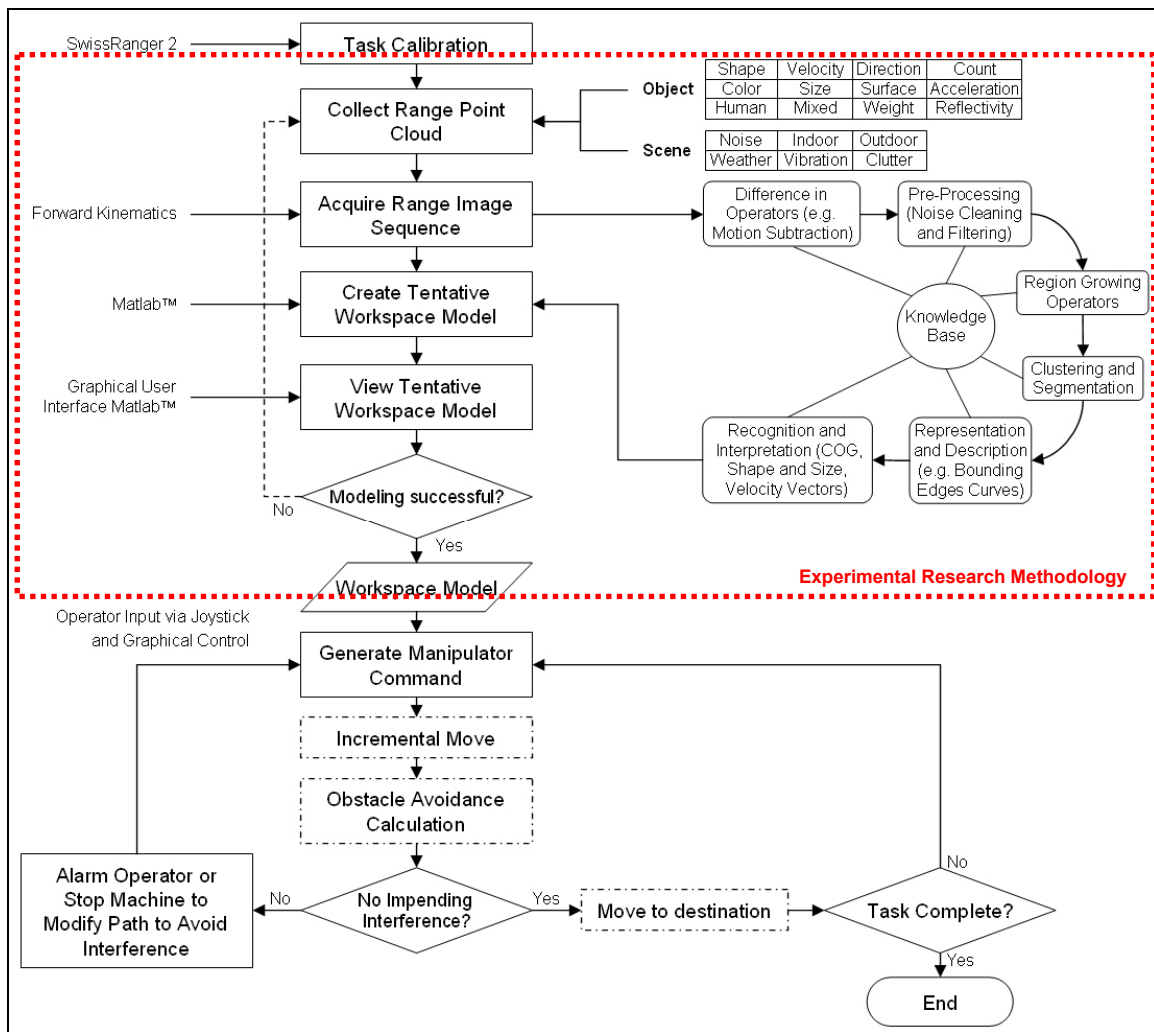 SwissRanger 2
Task Calibration
Collect Range Point
Cloud
Object
Shape Velocity Direction Count
Color Size Surface Acceleration
Human Mixed Weight Reflectivity
Scene
Noise Indoor Outdoor
Weather Vibration Clutter
Forward Kinematics
Acquire Range Image
Sequence
Difference in
Operators (e.g.
Motion Subtraction)
Pre-Processing
(Noise Cleaning
and Filtering)
Region Growing
Operators
Knowledge
Base
Clustering and
Segmentation
Representation
and Description
(e.g. Bounding
Edges Curves)
Recognition and
Interpretation (COG,
Shape and Size,
Velocity Vectors)
Matlab™
Create Tentative
Workspace Model
Graphical User
Interface Matlab™
View Tentative
Workspace Model
Modeling successful?
No
Yes
Workspace Model
Experimental Research Methodology
Operator Input via Joystick
and Graphical Control
Generate Manipulator
Command
Incremental Move
Obstacle Avoidance
Calculation
No Impending
Interference?
No
Alarm Operator or
Stop Machine to
Modify Path to Avoid
Interference
Yes
Move to destination
Task Complete?
No
Yes
End